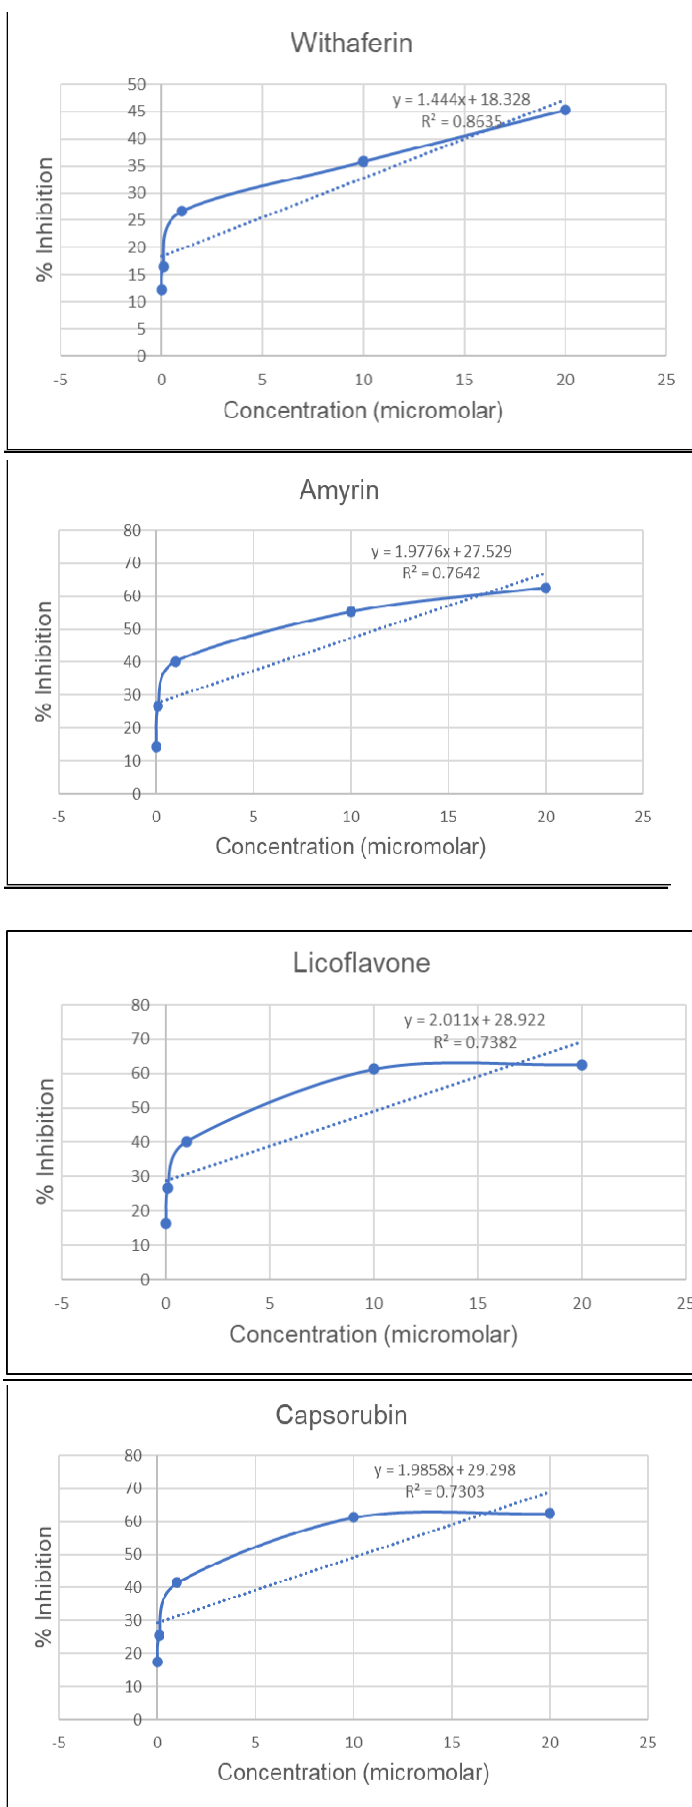 Withaferin
y = 1.444x + 18.328
R² = 0.8635
50
45
40
35
30
25
20
15
10
5
0
% Inhibition
-5 0 5 10 15 20 25
Concentration (micromolar)
Amyrin
y = 1.9776x + 27.529
R² = 0.7642
80
70
60
50
40
30
20
10
0
% Inhibition
-5 0 5 10 15 20 25
Concentration (micromolar)
Licoflavone
y = 2.011x + 28.922
R² = 0.7382
80
70
60
50
40
30
20
10
0
% Inhibition
-5 0 5 10 15 20 25
Concentration (micromolar)
Capsorubin
y = 1.9858x + 29.298
R² = 0.7303
80
70
60
50
40
30
20
10
0
% Inhibition
-5 0 5 10 15 20 25
Concentration (micromolar)